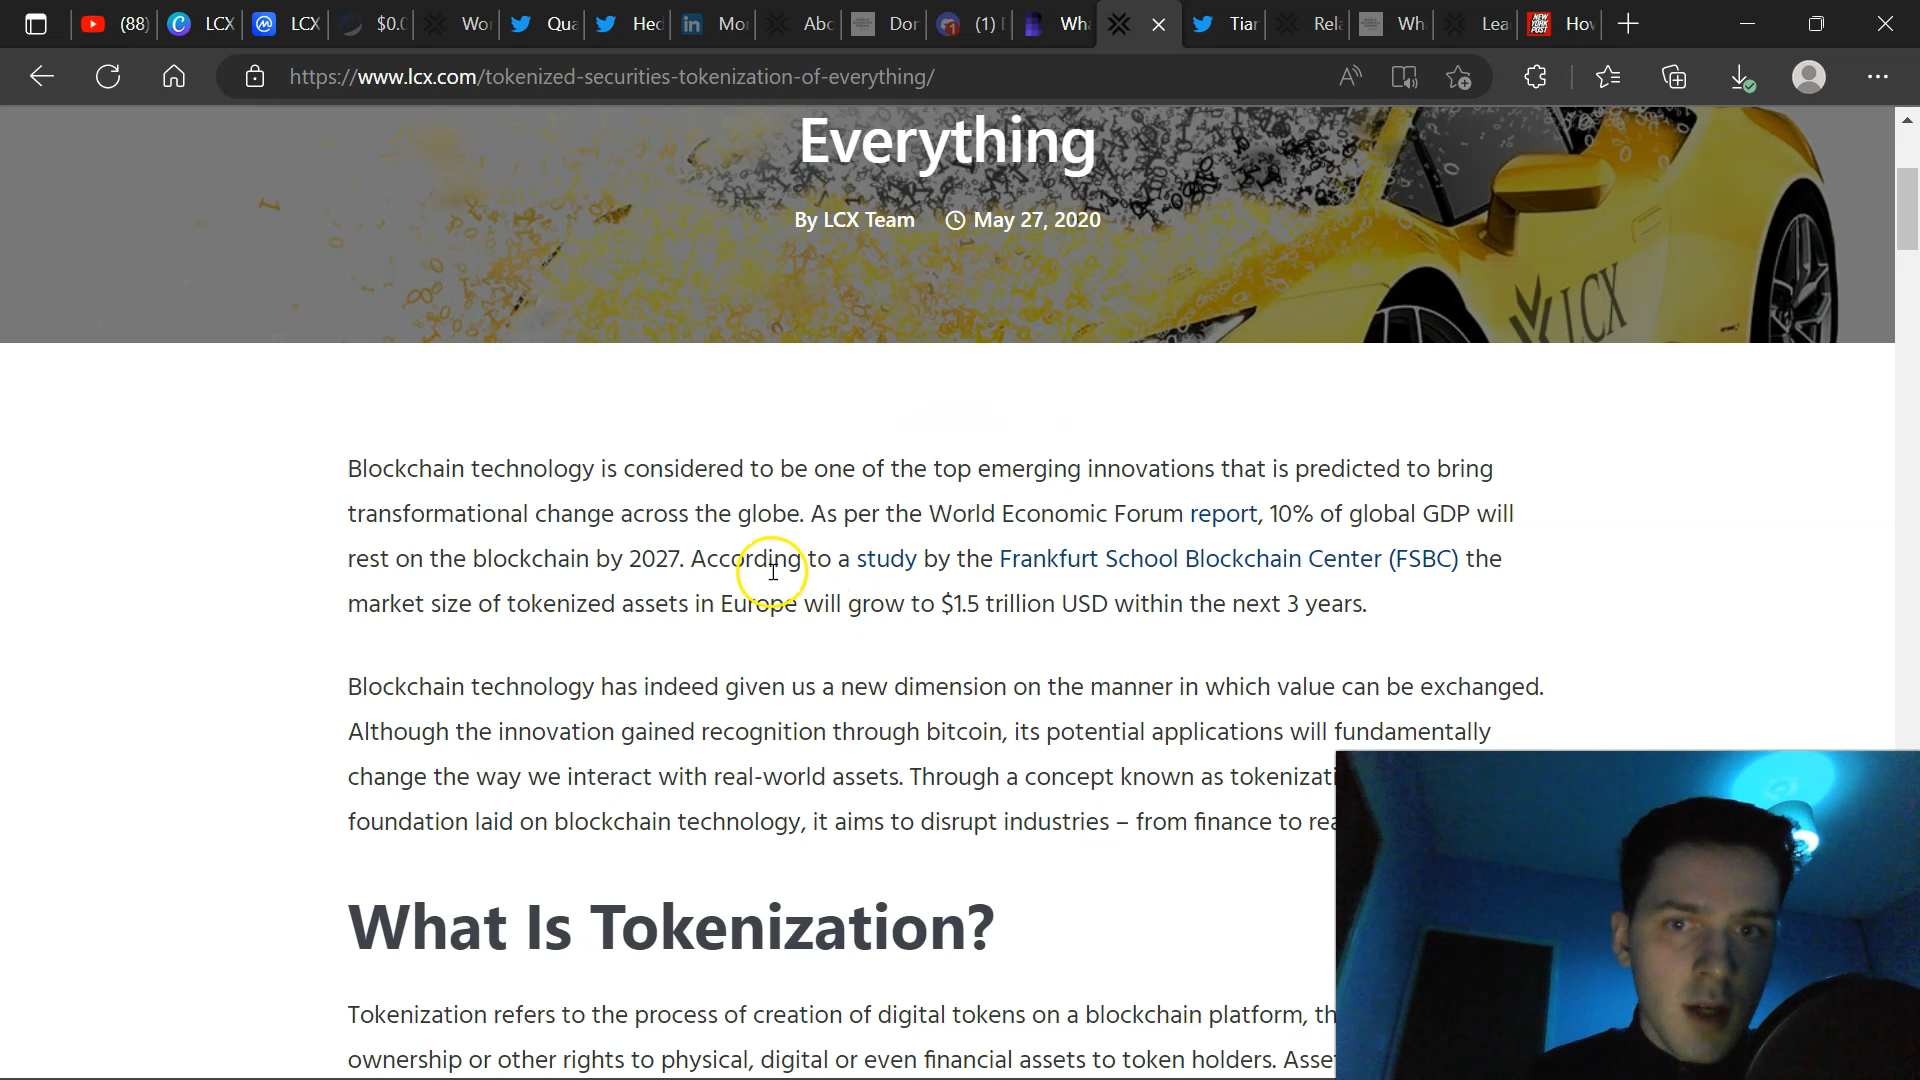 (88)
LCX
LCX
$0.0
Wo
Qua
Hed
Mo
Abo
Dor
(1)
Wha
Tiar
Rela
Wh
Lea
NEW YORK POST
How
https://www.lcx.com/tokenized-securities-tokenization-of-everything/
Everything
By LCX Team May 27, 2020
LCX
Blockchain technology is considered to be one of the top emerging innovations that is predicted to bring
transformational change across the globe. As per the World Economic Forum report, 10% of global GDP will
rest on the blockchain by 2027. According to a study by the Frankfurt School Blockchain Center (FSBC) the
market size of tokenized assets in Europe will grow to $1.5 trillion USD within the next 3 years.
Blockchain technology has indeed given us a new dimension on the manner in which value can be exchanged.
Although the innovation gained recognition through bitcoin, its potential applications will fundamentally
change the way we interact with real-world assets. Through a concept known as tokenizati
foundation laid on blockchain technology, it aims to disrupt industries – from finance to rea
What Is Tokenization?
Tokenization refers to the process of creation of digital tokens on a blockchain platform, th
ownership or other rights to physical, digital or even financial assets to token holders. Asse